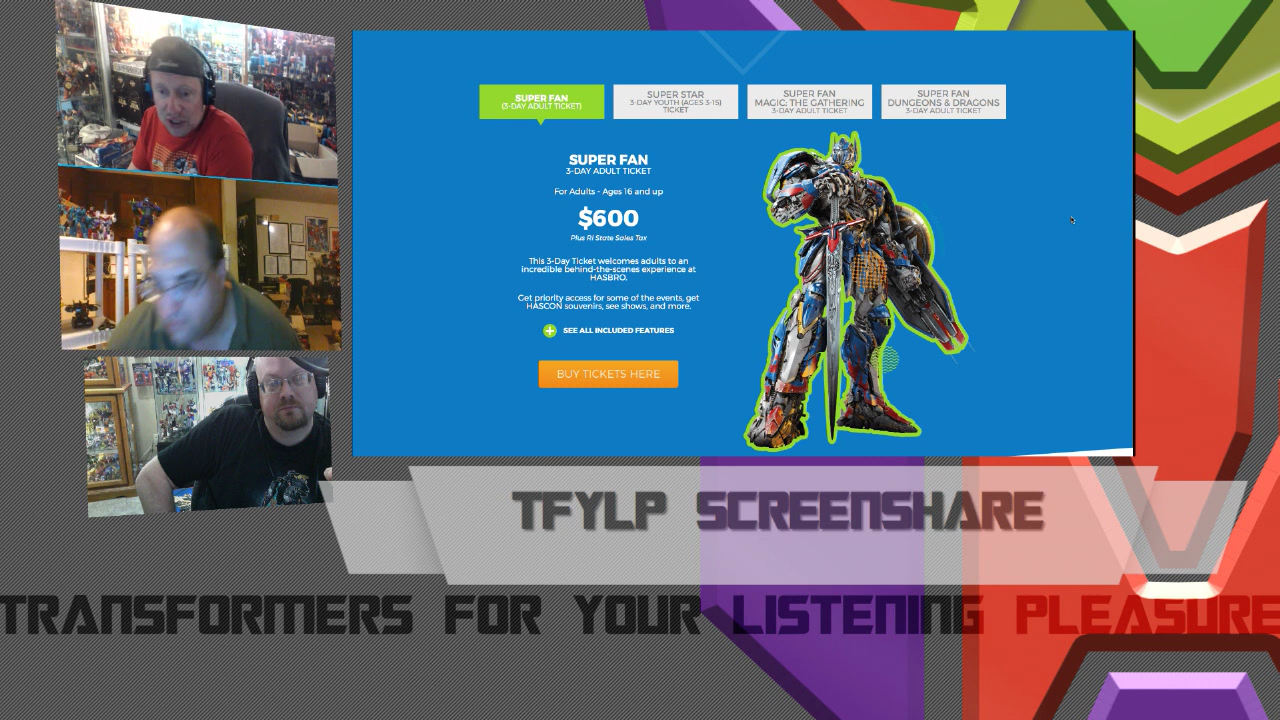 SUPER FAN
(3-DAY ADULT TICKET)
SUPER STAR
3-DAY YOUTH (AGES 3-15)
TICKET
SUPER FAN
MAGIC: THE GATHERING
3-DAY ADULT TICKET
SUPER FAN
DUNGEONS & DRAGONS
3-DAY ADULT TICKET
SUPER FAN
3-DAY ADULT TICKET
For Adults - Ages 16 and up
$600
Plus RI State Sales Tax
This 3-Day Ticket welcomes adults to an
incredible behind-the-scenes experience at
HASBRO.
Get priority access for some of the events, get
HASCON souvenirs, see shows, and more.
SEE ALL INCLUDED FEATURES
BUY TICKETS HERE
TFYLP SCREENSHARE
TRANSFORMERS FOR YOUR LISTENING PLEASURE